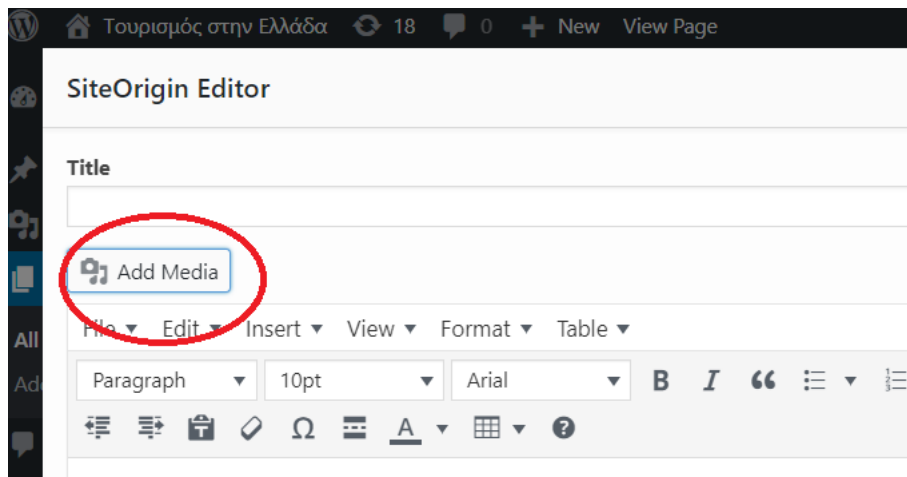 Τουρισμός στην Ελλάδα 18 0 New View Page
SiteOrigin Editor
Title
Add Media
File Edit Insert View Format Table
All
Paragraph 10pt Arial B I
Ω A